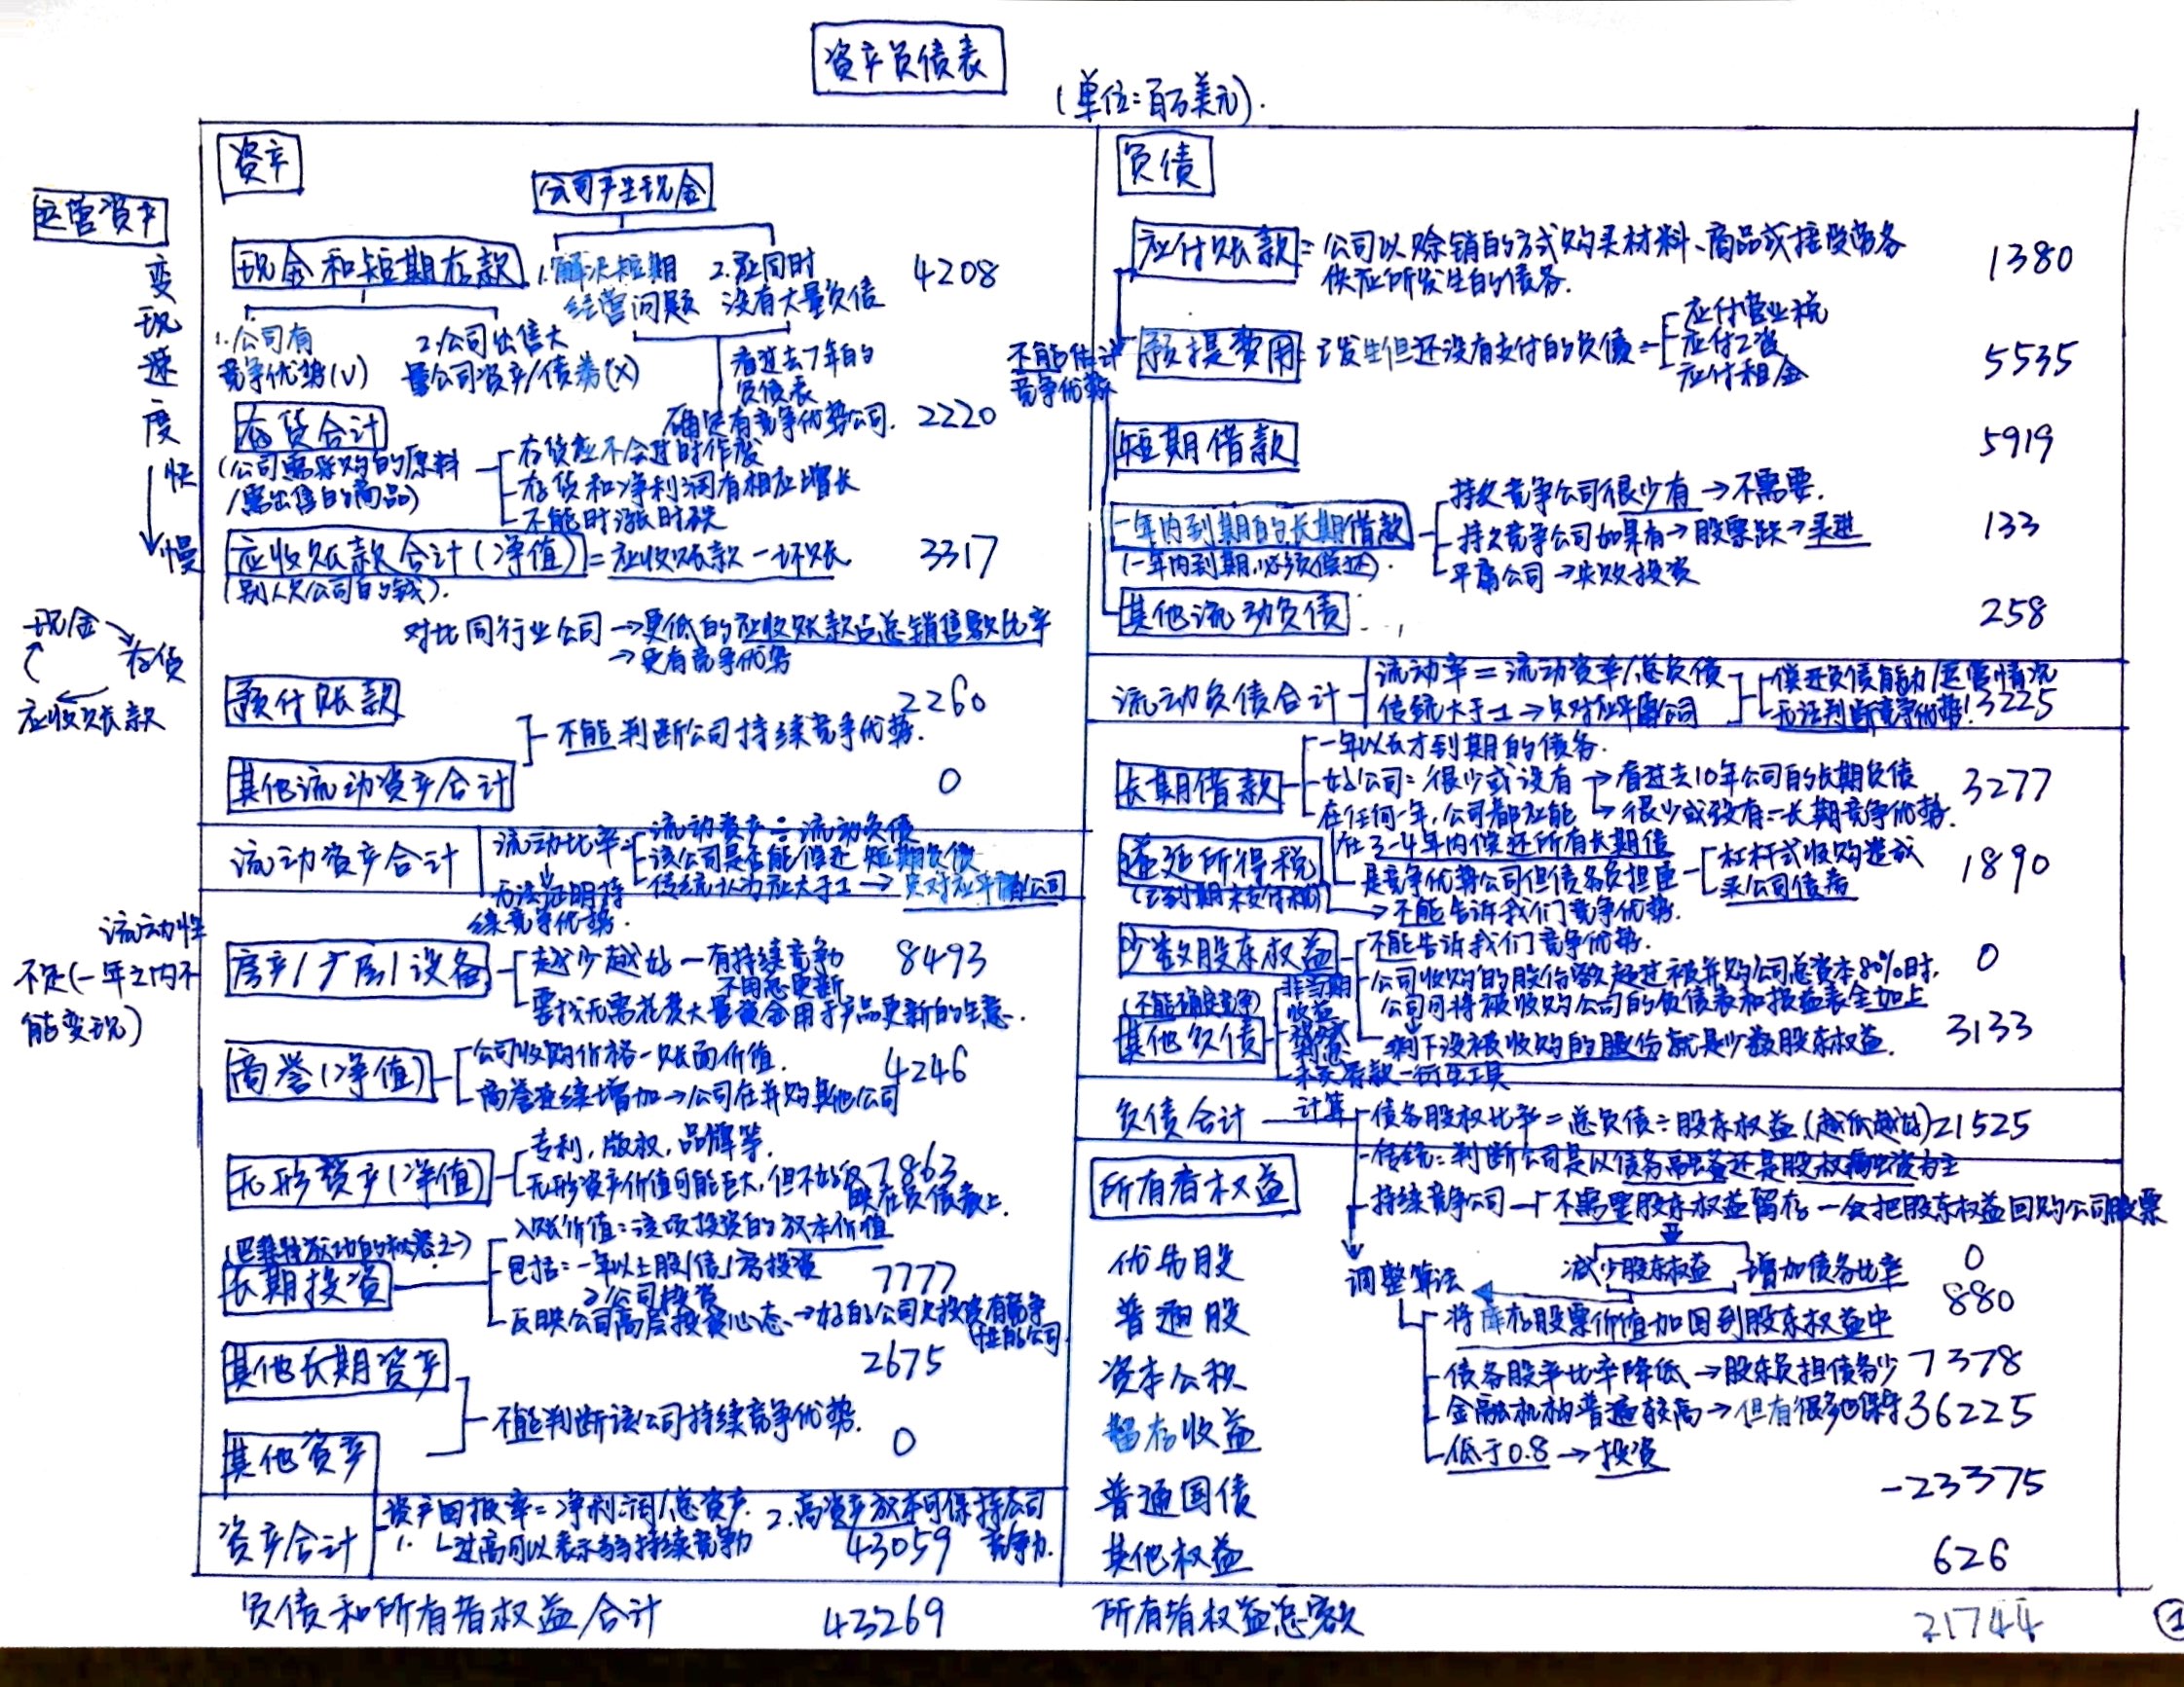 资产负债表
(单位:百万美元).
资产
公司产生现金
运营资产
变现速度
快
慢
现金和短期存款
1.解决短期
经营问题
2.并同时
没有大量负债
4208
1.公司有
竞争优势(V)
2.公司出售大
量公司资产/债券(X)
看过去7年的
负债表
确定有竞争优势公司.
存货合计
2220
(公司需采购的原料
/需出售的商品)
存货应不会过时作废
存货和净利润有相应增长
不能时涨时跌
应收账款合计(净值)=应收账款-坏账
3317
(别人欠公司的钱).
对比同行业公司→更低的应收账款占总销售额比率
→更有竞争优势
现金
存货
应收账款
预付账款
2260
不能判断公司持续竞争优势.
其他流动资产合计
0
流动资产合计
流动比率
流动资产÷流动负债
该公司是否能偿还短期负债
传统认为应大于1→只对应平庸公司
无法证明持
续竞争优势.
流动性
不定(一年之内不
能变现)
房产/厂房/设备
越少越好—有持续竞争力
不用总更新
8493
要找无需花费大量资金用于产品更新的生意.
商誉(净值)
公司收购价格-账面价值.
4246
商誉连续增加→公司在并购其他公司
无形资产(净值)
专利,版权,品牌等.
7863
无形资产价值可能巨大,但不会反
映在负债表上.
(巴菲特成功的秘密之一)
长期投资
入账价值:该项投资的成本价值
包括:一年以上股/债/房投资
子公司投资
7777
反映公司高层投资心态→好的公司只投资有竞争
性的公司
其他长期资产
2675
不能判断该公司持续竞争优势.
其他资产
0
资产合计
资产回报率=净利润/总资产.
1.过高可以表示弱持续竞争力
2.高资产成本可保持公司
竞争力.
43059
负债和所有者权益合计
43269
负债
应付账款=公司以赊销的方式购买材料、商品或接受劳务
供应所发生的债务.
1380
不能估计
竞争优势
预提费用:已发生但还没有支付的负债=
应付营业税
应付工资
应付租金
5535
短期借款
5919
一年内到期的长期借款
(一年内到期,必须偿还).
持久竞争公司很少有→不需要.
持久竞争公司如果有→股票跌→买进
平庸公司→失败投资
133
其他流动负债
258
流动负债合计
流动率=流动资率/总负债
传统大于1→只对应平庸公司
偿还负债能力/运营情况
无法判断竞争优势!
13225
长期借款
一年以上才到期的债务.
好公司:很少或没有→看过去10年公司的长期负债
→很少或没有=长期竞争优势.
3277
在任何一年,公司都应能
在3-4年内偿还所有长期债
递延所得税
(已到期未支付税)
是竞争优势公司但债务负担重
杠杆式收购造成
买公司债券
1890
→不能告诉我们竞争优势.
少数股东权益
不能告诉我们竞争优势.
公司收购的股份数超过被并购公司总资本80%时,
公司可将被收购公司的负债表和损益表全加上
剩下没被收购的股份就是少数股东权益.
0
(不能确定竞争)
其他负债
非当期
收益
3133
负债合计
计算
债务股权比率=总负债÷股东权益(越低越好)
21525
传统:判断公司是以债务融资还是股权融资为主
所有者权益
持续竞争公司—不需要股东权益留存—会把股东权益回购公司股票
减少股东权益
增加债务比率
调整算法
优先股
0
普通股
880
将库存股票价值加回到股东权益中
资本公积
7378
债务股率比率降低→股东负担债务少
留存收益
36225
金融机构普遍较高→但有很多也保守
低于0.8→投资
普通国债
-23375
其他权益
626
所有者权益总额
21744